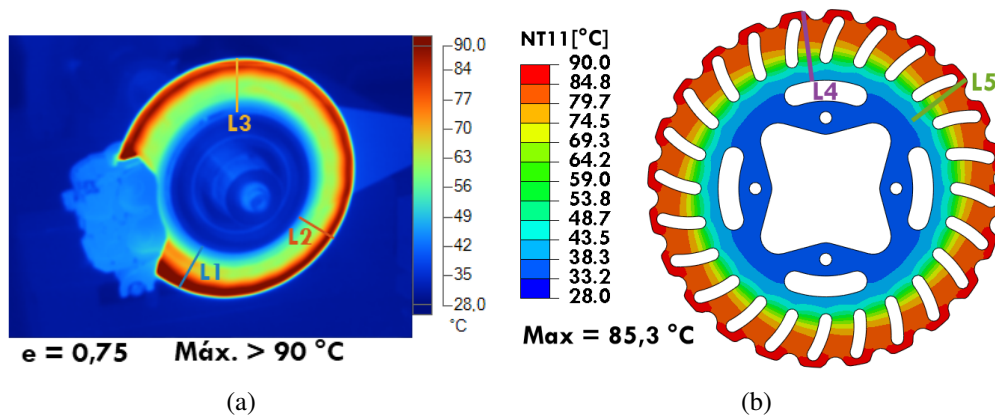 90,0
84
77
70
63
56
49
42
35
28,0
°C
L3
L2
L1
e = 0,75 Máx. > 90 °C
(a)
NT11[°C]
90.0
84.8
79.7
74.5
69.3
64.2
59.0
53.8
48.7
43.5
38.3
33.2
28.0
Max = 85,3 °C
L4
L5
(b)